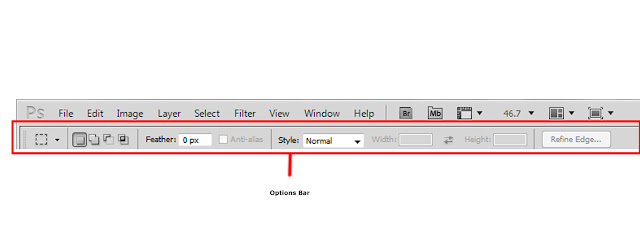 Ps File Edit Image Layer Select Filter View Window Help Br Mb 46.7
Feather: 0 px Anti-alias Style: Normal Width: Height: Refine Edge...
Options Bar